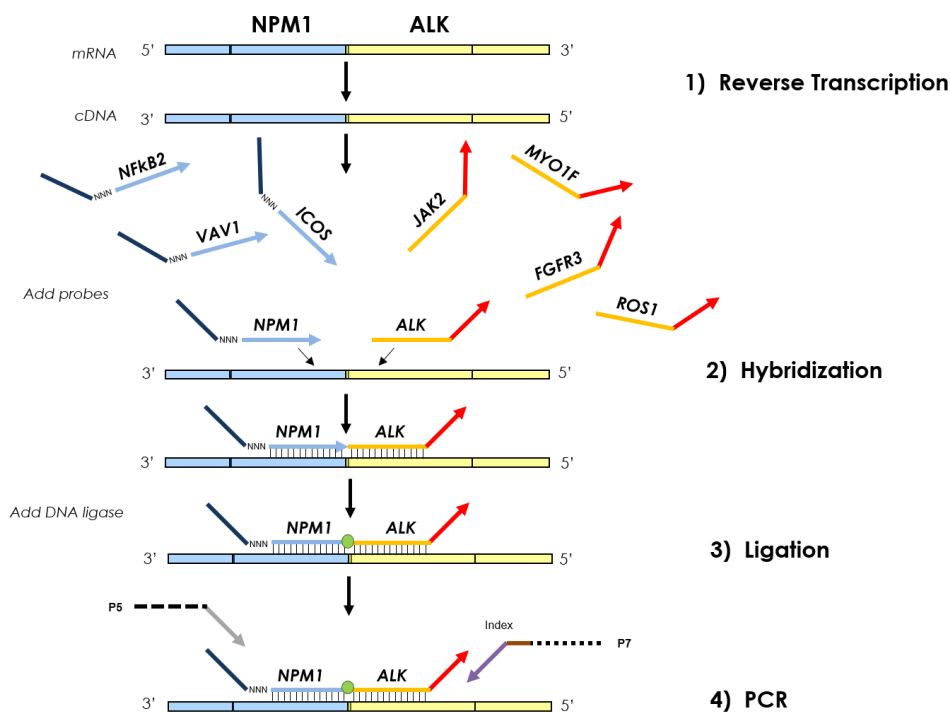 NPM1 ALK
mRNA 5’ 3’
1) Reverse Transcription
cDNA 3’ 5’
NFkB2
NNN
VAV1
NNN
ICOS
NNN
JAK2
MYO1F
FGFR3
ROS1
Add probes
NNN NPM1 ALK
3’ 5’
2) Hybridization
NNN NPM1 ALK
3’ 5’
Add DNA ligase
NNN NPM1 ALK
3’ 5’
3) Ligation
P5
Index
P7
NNN NPM1 ALK
3’ 5’
4) PCR